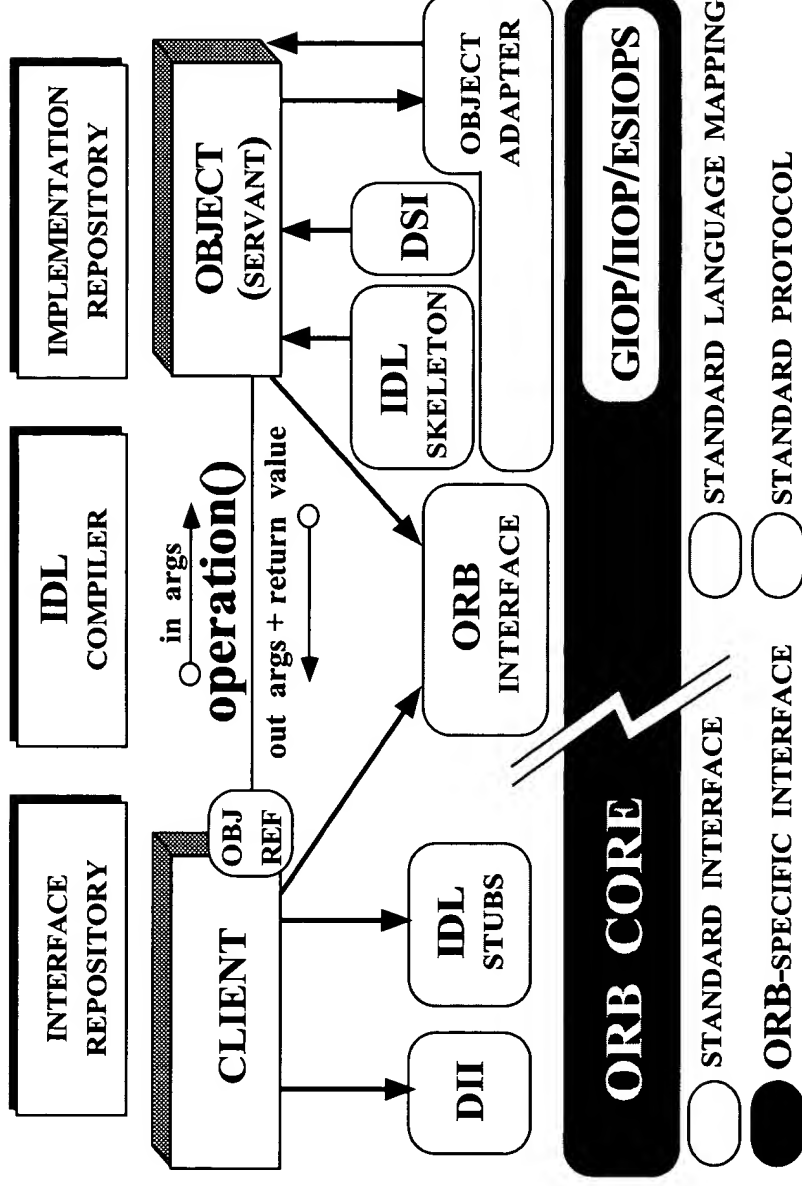 INTERFACE
REPOSITORY
IDL
COMPILER
IMPLEMENTATION
REPOSITORY
CLIENT
OBJ
REF
in args
operation()
out args + return value
OBJECT
(SERVANT)
DII
IDL
STUBS
ORB
INTERFACE
IDL
SKELETON
DSI
OBJECT
ADAPTER
ORB CORE
GIOP/IIOP/ESIOPS
STANDARD INTERFACE
STANDARD LANGUAGE MAPPING
ORB-SPECIFIC INTERFACE
STANDARD PROTOCOL